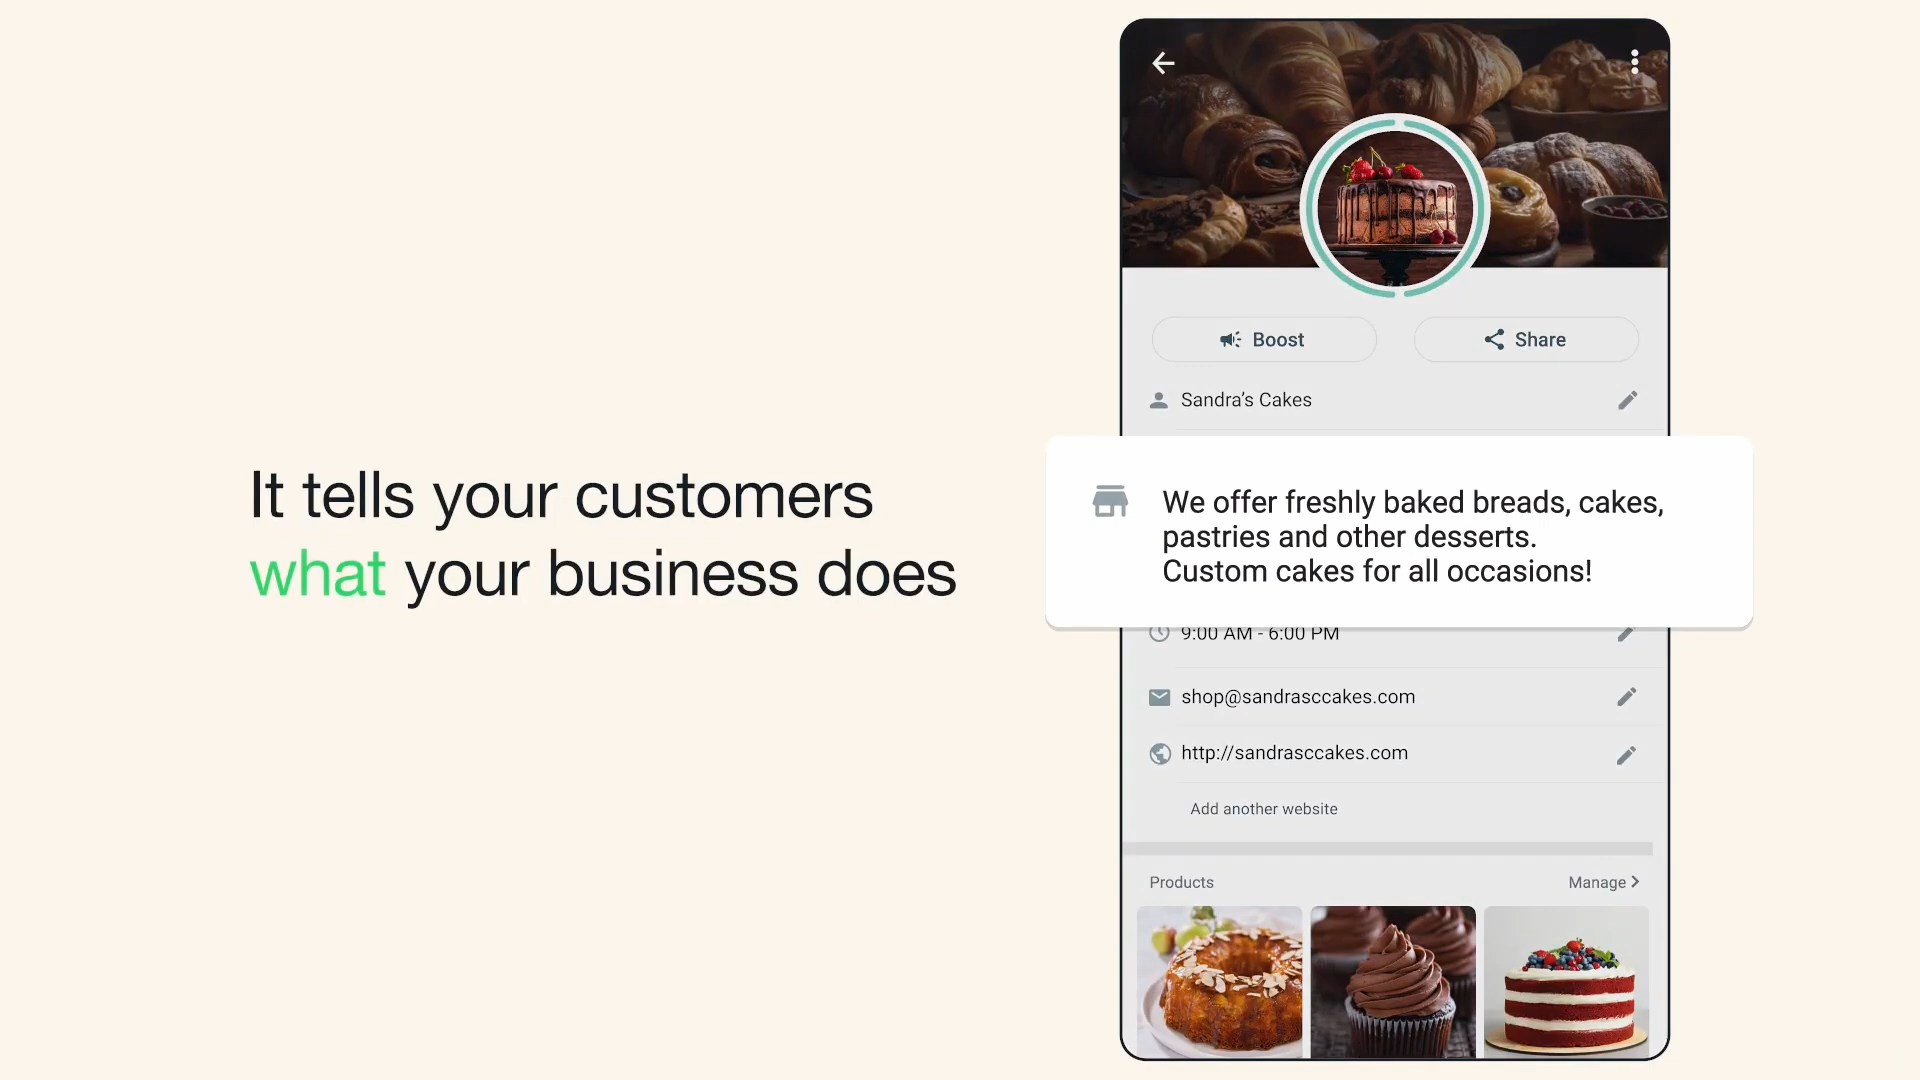 It tells your customers
what your business does
Boost
Share
Sandra's Cakes
We offer freshly baked breads, cakes,
pastries and other desserts.
Custom cakes for all occasions!
9:00 AM - 6:00 PM
shop@sandrasccakes.com
http://sandrasccakes.com
Add another website
Products
Manage